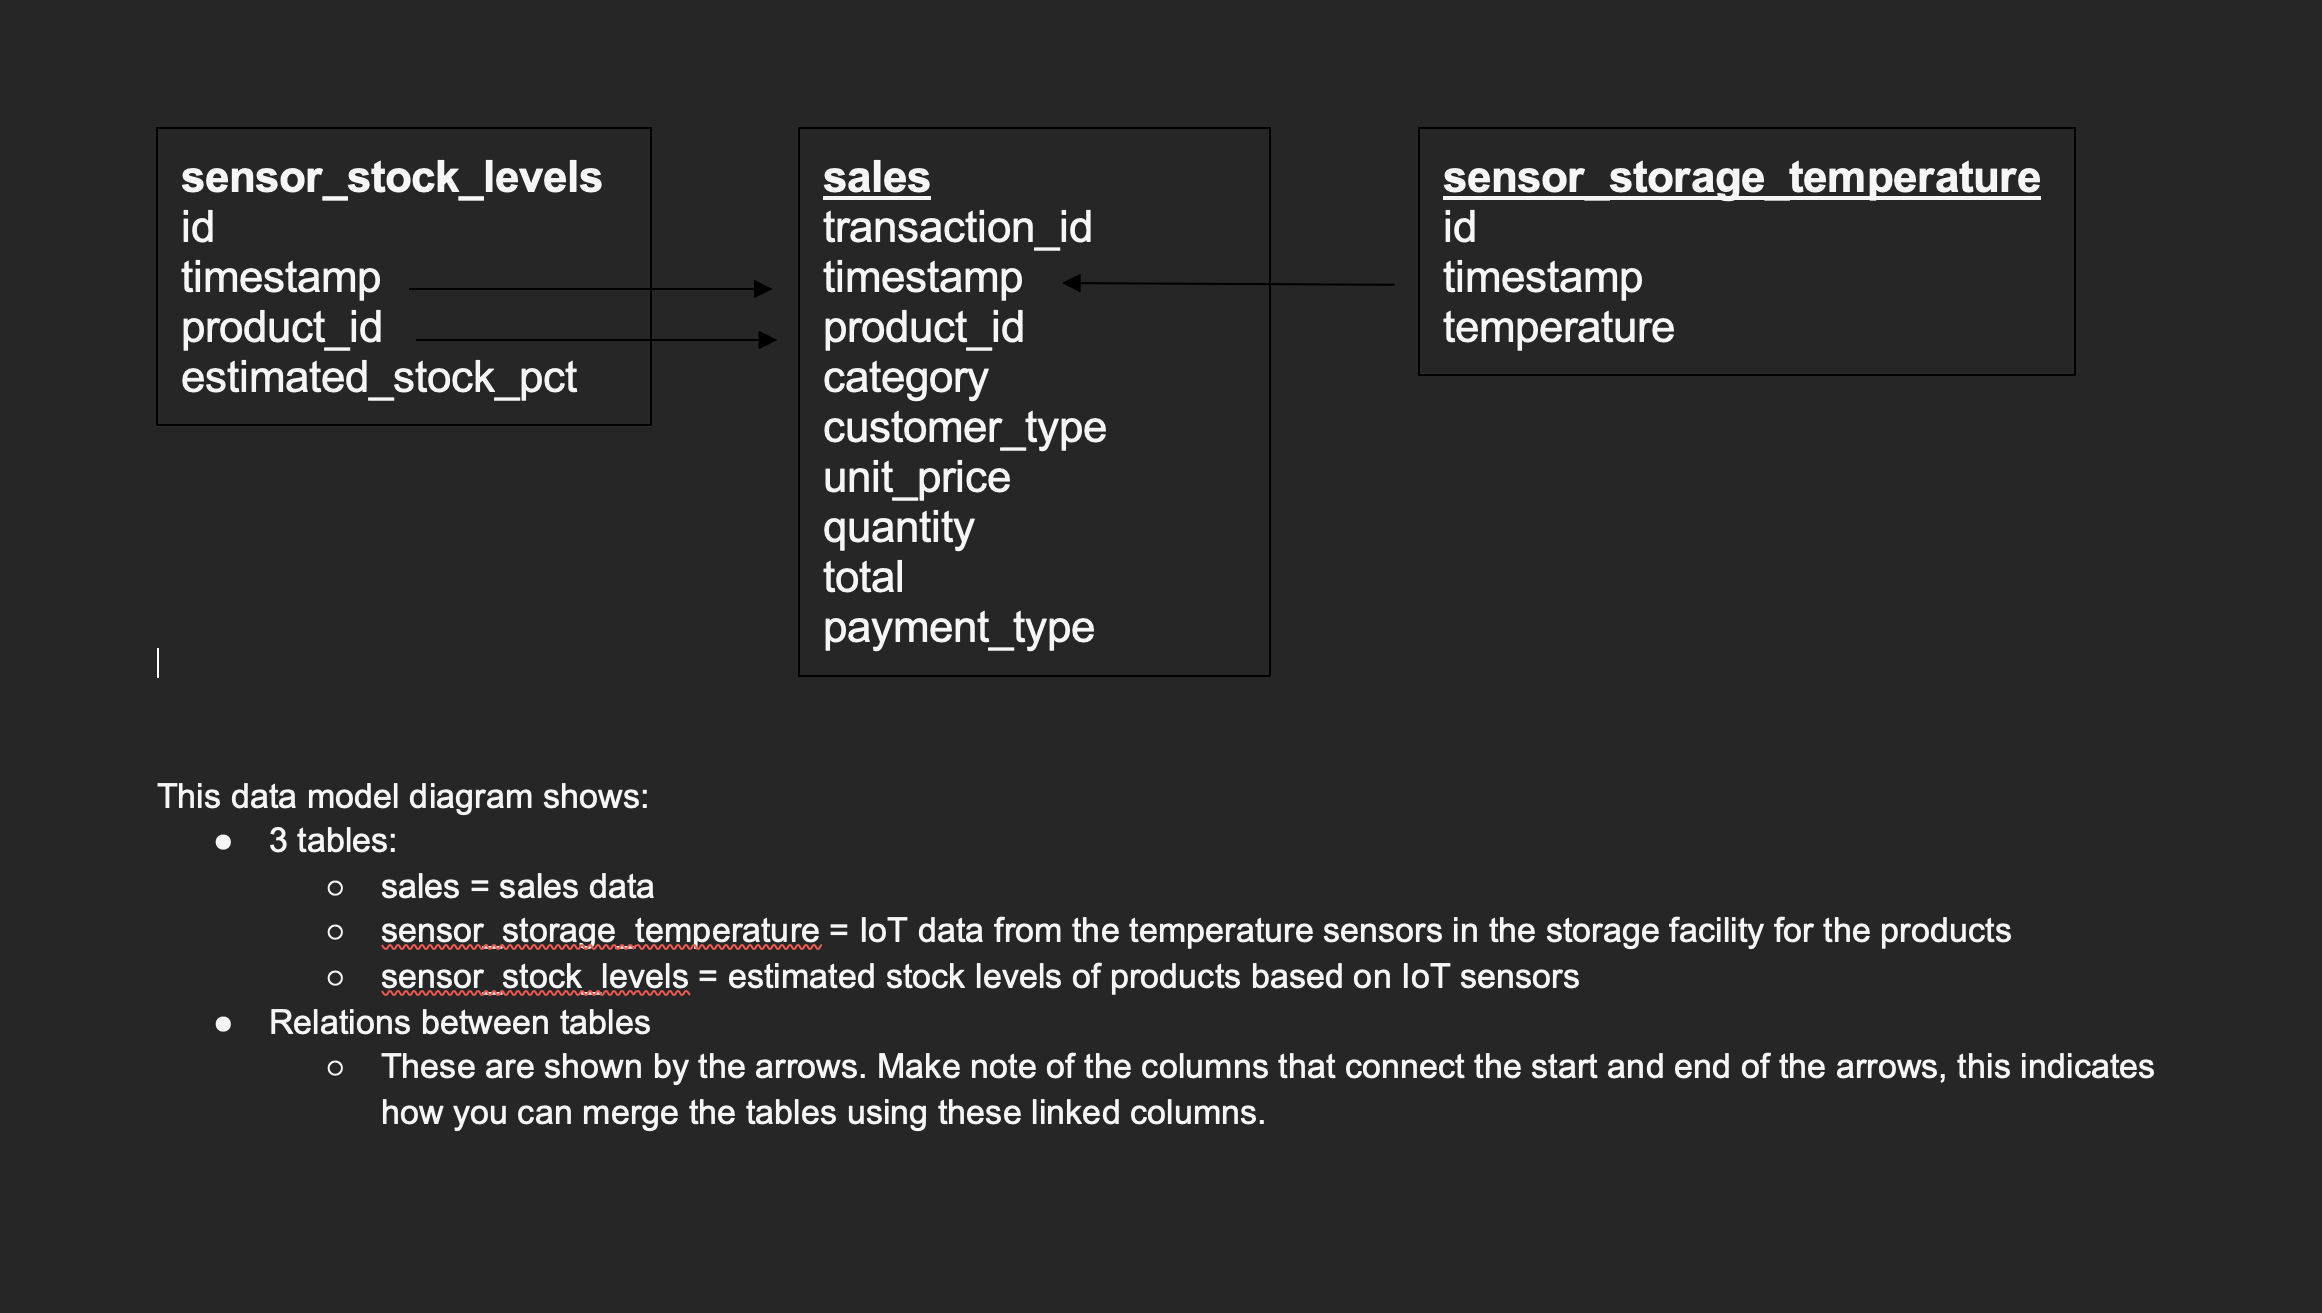 sensor_stock_levels
id
timestamp
product_id
estimated_stock_pct
sales
transaction_id
timestamp
product_id
category
customer_type
unit_price
quantity
total
payment_type
sensor_storage_temperature
id
timestamp
temperature
This data model diagram shows:
● 3 tables:
○ sales = sales data
○ sensor_storage_temperature = IoT data from the temperature sensors in the storage facility for the products
○ sensor_stock_levels = estimated stock levels of products based on IoT sensors
● Relations between tables
○ These are shown by the arrows. Make note of the columns that connect the start and end of the arrows, this indicates
how you can merge the tables using these linked columns.